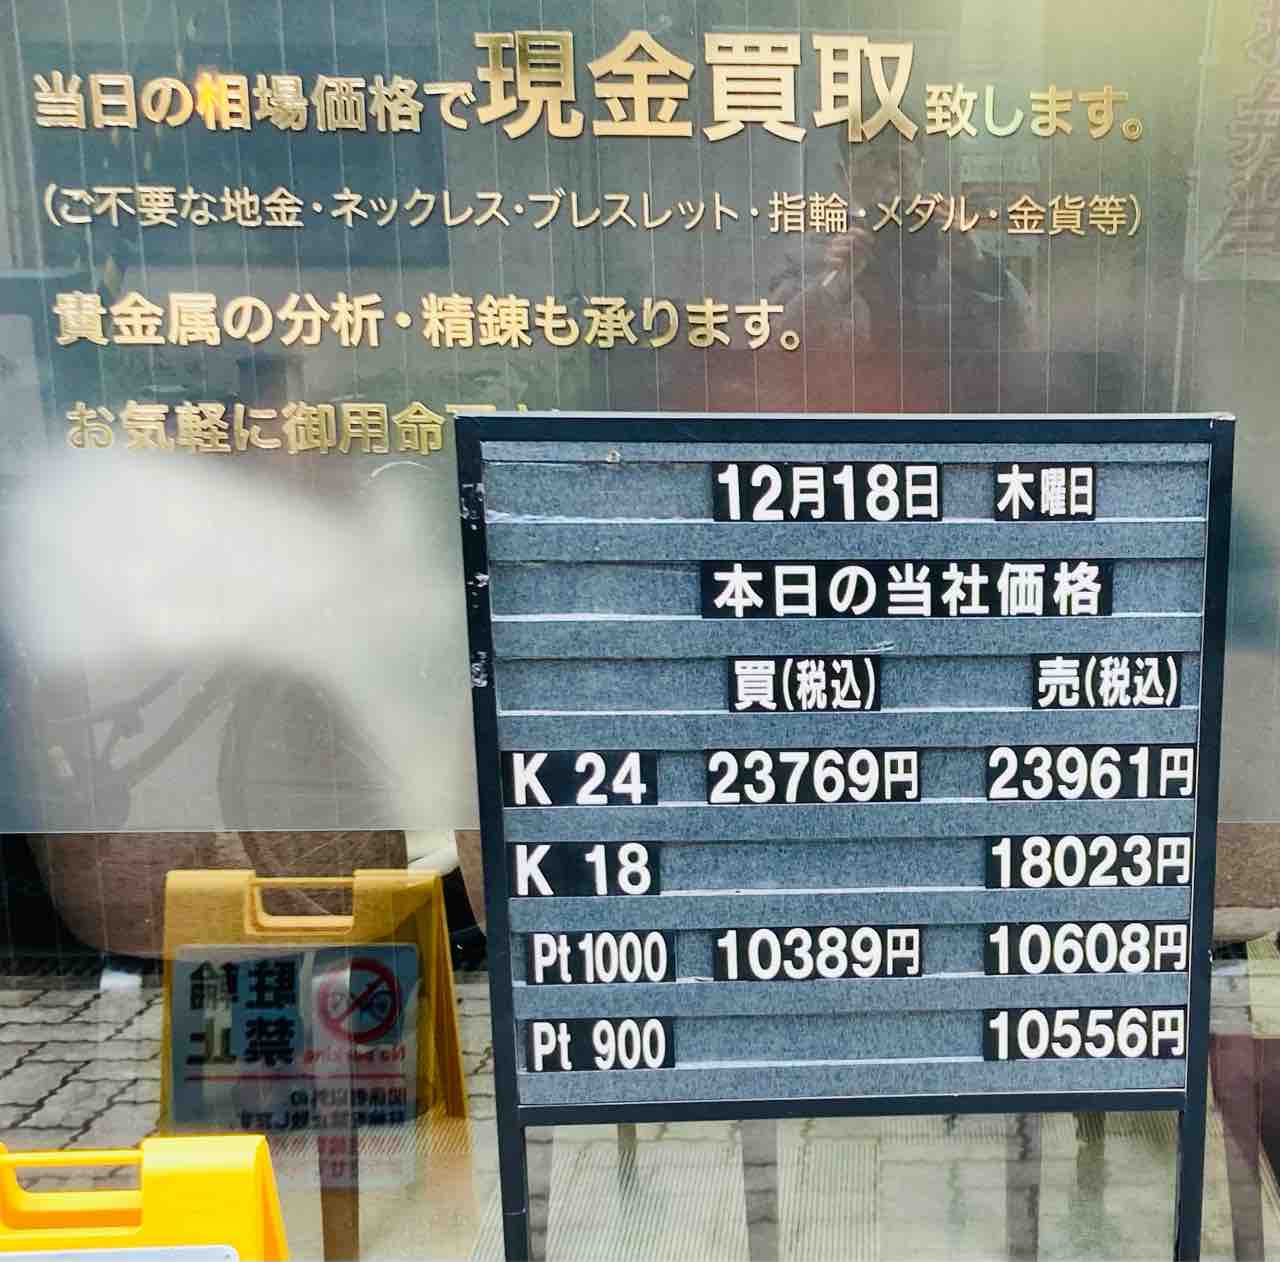 当日の相場価格で現金買取致します。
(ご不要な地金・ネックレス・ブレスレット・指輪・メダル・金貨等)
貴金属の分析・精錬も承ります。
お気軽に御用命
12月18日 木曜日
本日の当社価格
買(税込) 売(税込)
K 24 23769円 23961円
K 18 18023円
Pt1000 10389円 10608円
Pt 900 10556円
駐輪
禁止
No parking